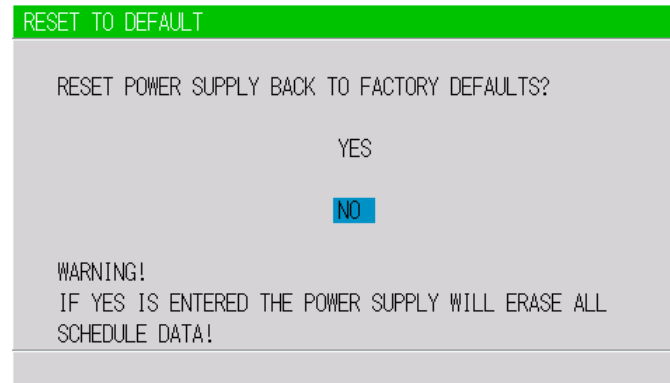 RESET TO DEFAULT
RESET POWER SUPPLY BACK TO FACTORY DEFAULTS?
YES
NO
WARNING!
IF YES IS ENTERED THE POWER SUPPLY WILL ERASE ALL
SCHEDULE DATA!